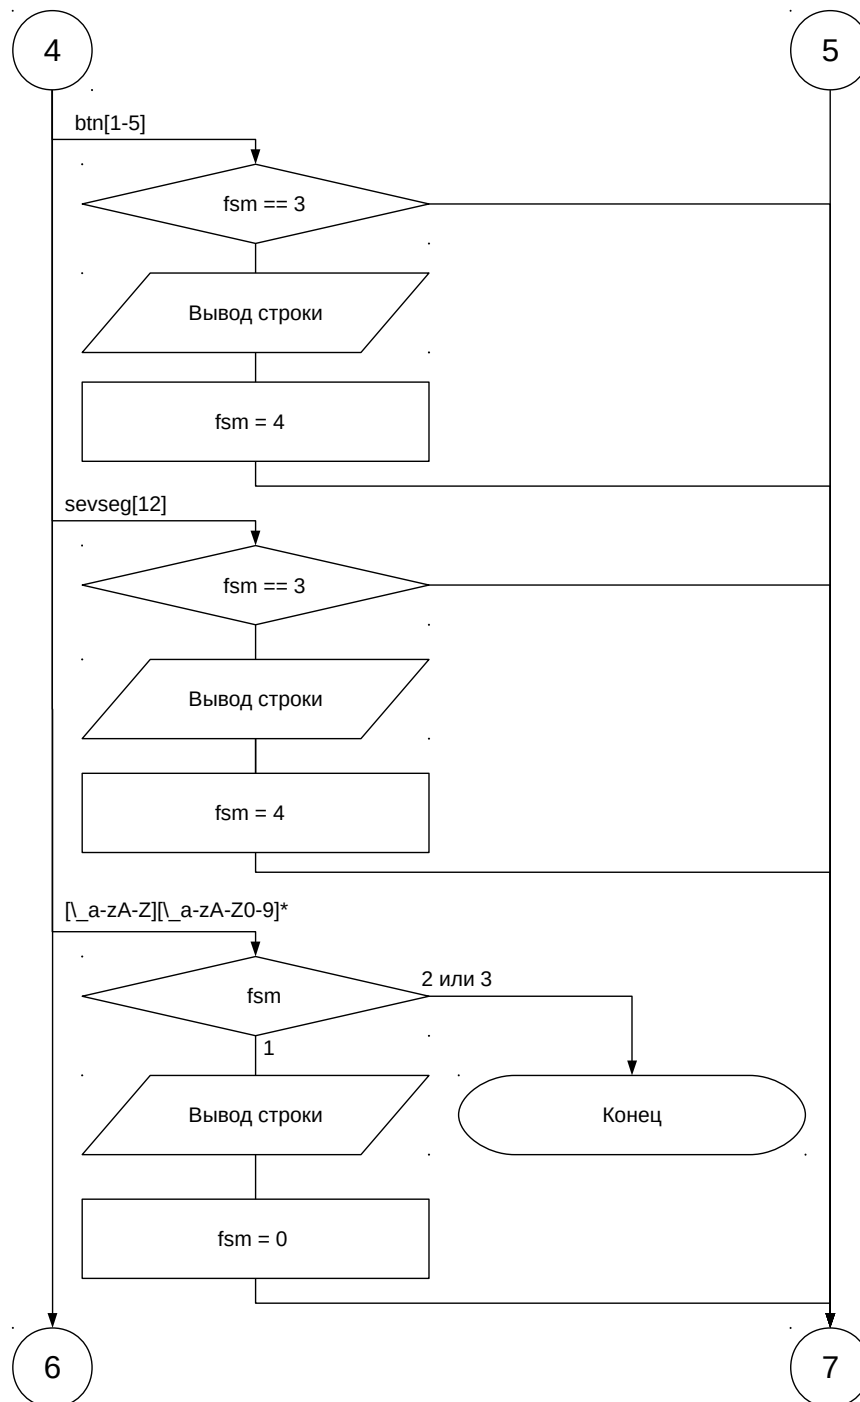 4
5
btn[1-5]
fsm == 3
Вывод строки
fsm = 4
sevseg[12]
fsm == 3
Вывод строки
fsm = 4
[\_a-zA-Z][\_a-zA-Z0-9]*
2 или 3
fsm
1
Вывод строки
Конец
fsm = 0
6
7